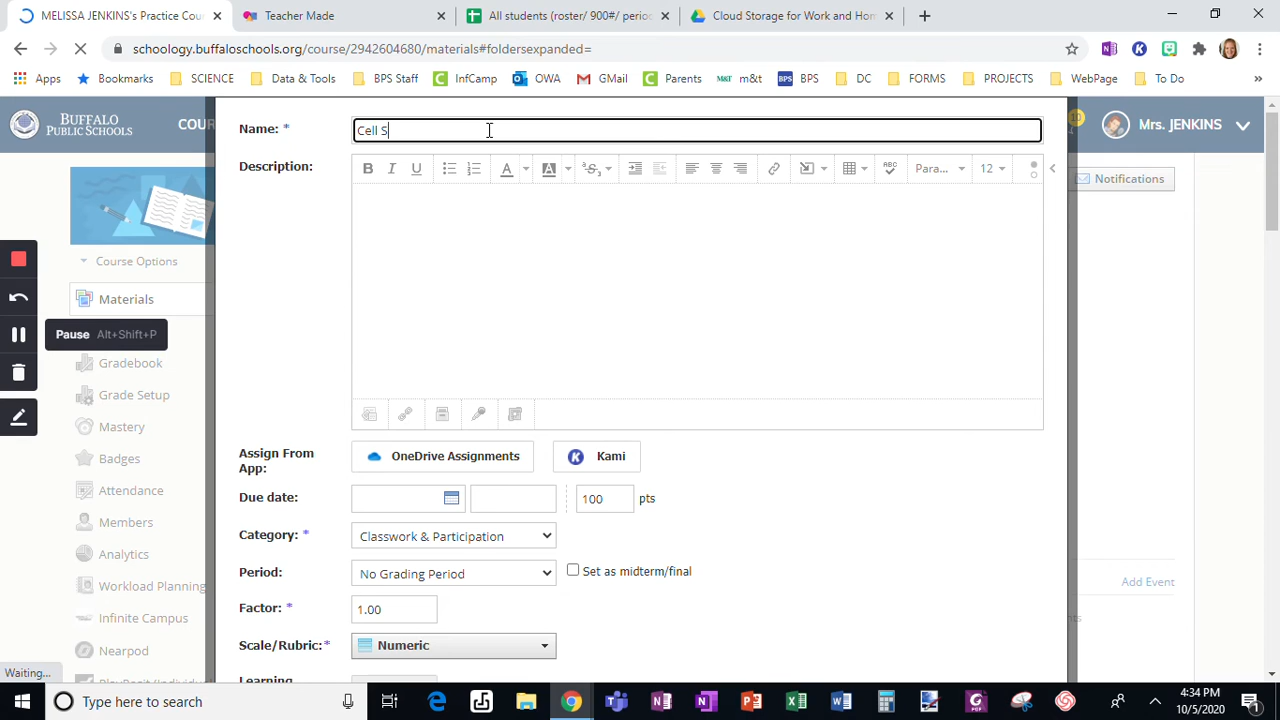 MELISSA JENKINS's Practice Cou
Teacher Made
All students (roster/ 900#/ perio
Cloud Storage for Work and Hom
schoology.buffaloschools.org/course/2942604680/materials#foldersexpanded=
Apps
Bookmarks
SCIENCE
Data & Tools
BPS Staff
InfCamp
OWA
GMail
Parents
M&T m&t
BPS BPS
DC
FORMS
PROJECTS
WebPage
To Do
BUFFALO
PUBLIC SCHOOLS
COU
10
Mrs. JENKINS
Notifications
Name: *
Cell S
Description:
B I U
Para...
12
Course Options
Materials
Pause Alt+Shift+P
Gradebook
Grade Setup
Mastery
Badges
Attendance
Members
Analytics
Workload Planning
Infinite Campus
Nearpod
Assign From
App:
OneDrive Assignments
Kami
Due date:
100 pts
Category: *
Classwork & Participation
Period:
No Grading Period
Set as midterm/final
Factor: *
1.00
Scale/Rubric:*
Numeric
Learning
Add Event
Waiting...
Type here to search
4:34 PM
10/5/2020